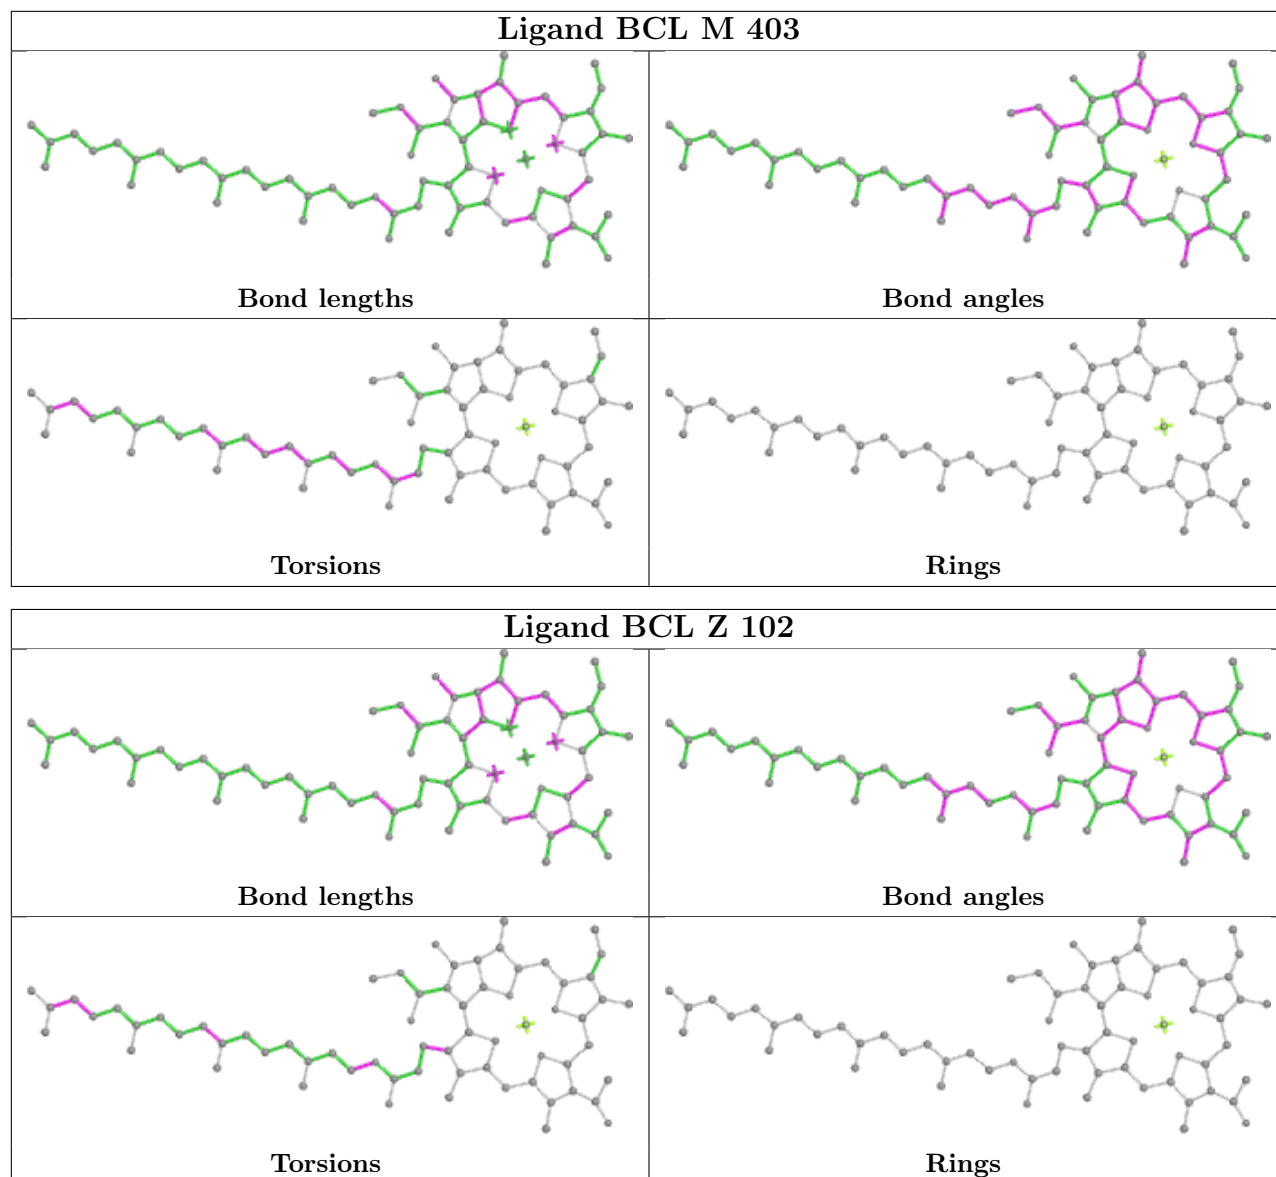 Ligand BCL M 403
Bond lengths
Bond angles
Torsions
Rings
Ligand BCL Z 102
Bond lengths
Bond angles
Torsions
Rings